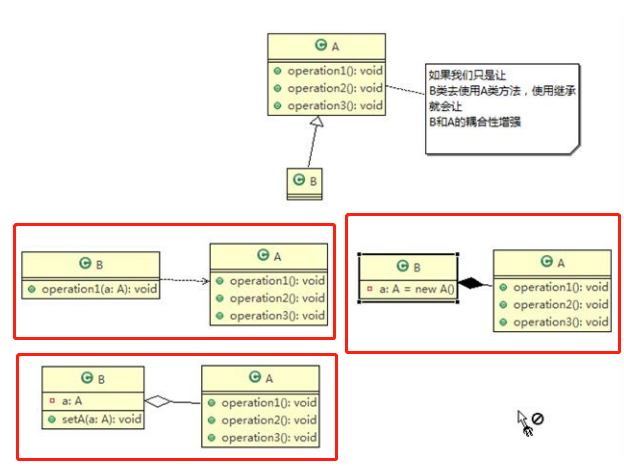 A
operation1(): void
operation2(): void
operation3(): void
如果我们只是让
B类去使用A类方法，使用继承
就会让
B和A的耦合性增强
B
B
operation1(a: A): void
A
operation1(): void
operation2(): void
operation3(): void
B
a: A = new A()
A
operation1(): void
operation2(): void
operation3(): void
B
a: A
setA(a: A): void
A
operation1(): void
operation2(): void
operation3(): void